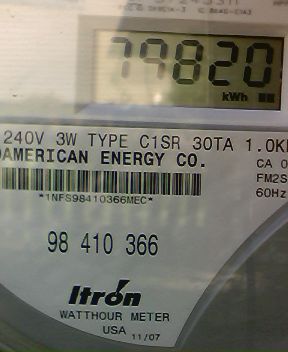 79820
kWh
240V 3W TYPE C1SR 30TA 1.0K
AMERICAN ENERGY CO.
CA 0
FM2S
60Hz
*1NFS98410366MEC*
98 410 366
Itron
WATTHOUR METER
USA 11/07